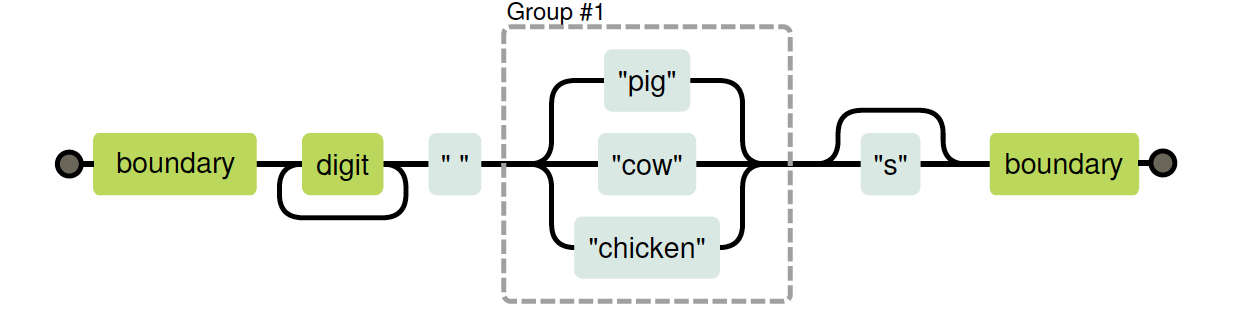 Group #1
"pig"
boundary digit " " "cow" "s" boundary
"chicken"